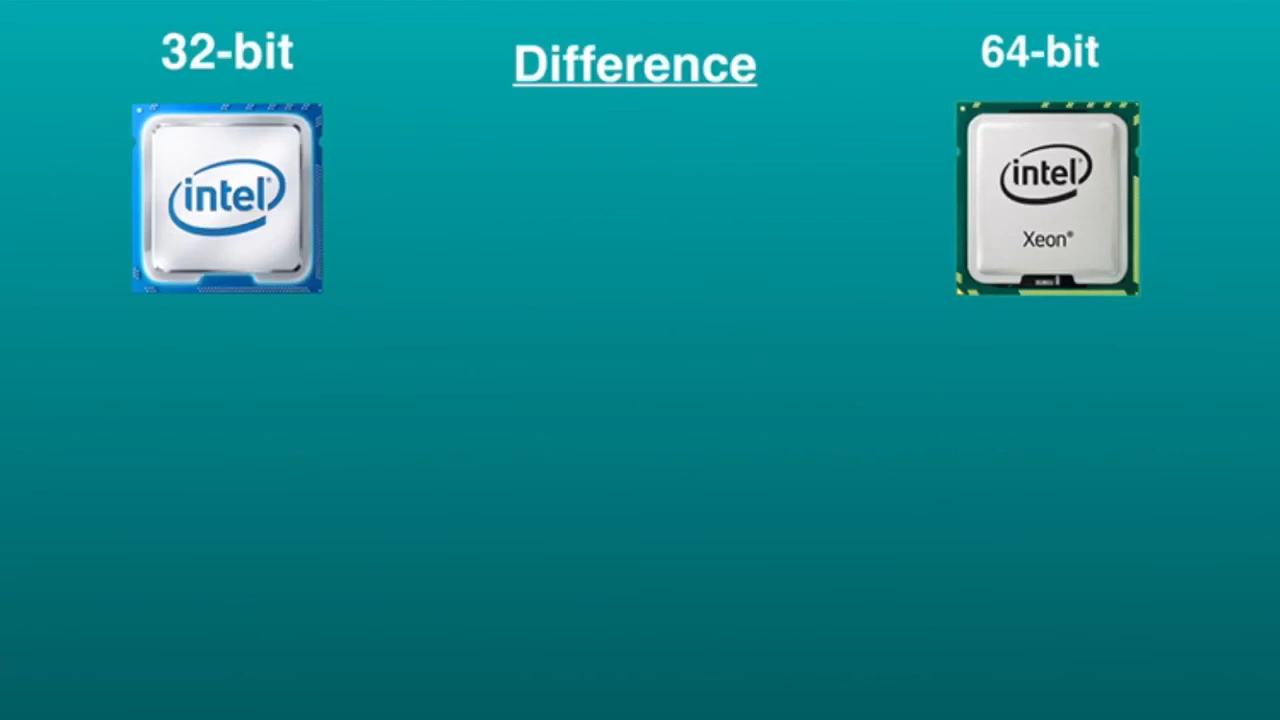 32-bit
Difference
64-bit
intel®
intel®
Xeon®